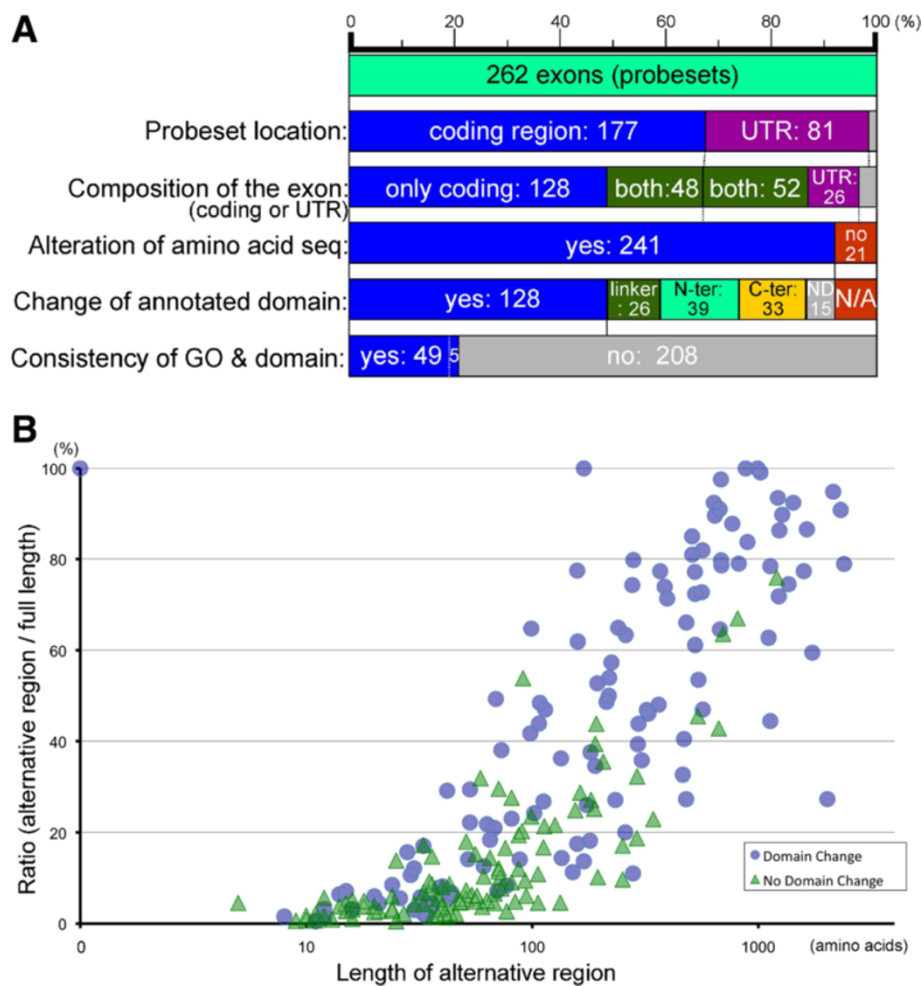 A
0 20 40 60 80 100 (%)
262 exons (probesets)
Probeset location: coding region: 177 UTR: 81
Composition of the exon: only coding: 128 both:48 both: 52 UTR: 26
(coding or UTR)
Alteration of amino acid seq: yes: 241 no 21
Change of annotated domain: yes: 128 linker : 26 N-ter: 39 C-ter: 33 ND 15 N/A
Consistency of GO & domain: yes: 49 5 no: 208
B
(%)
100
80
60
40
20
0
Ratio (alternative region / full length)
Domain Change
No Domain Change
0 10 100 1000 (amino acids)
Length of alternative region